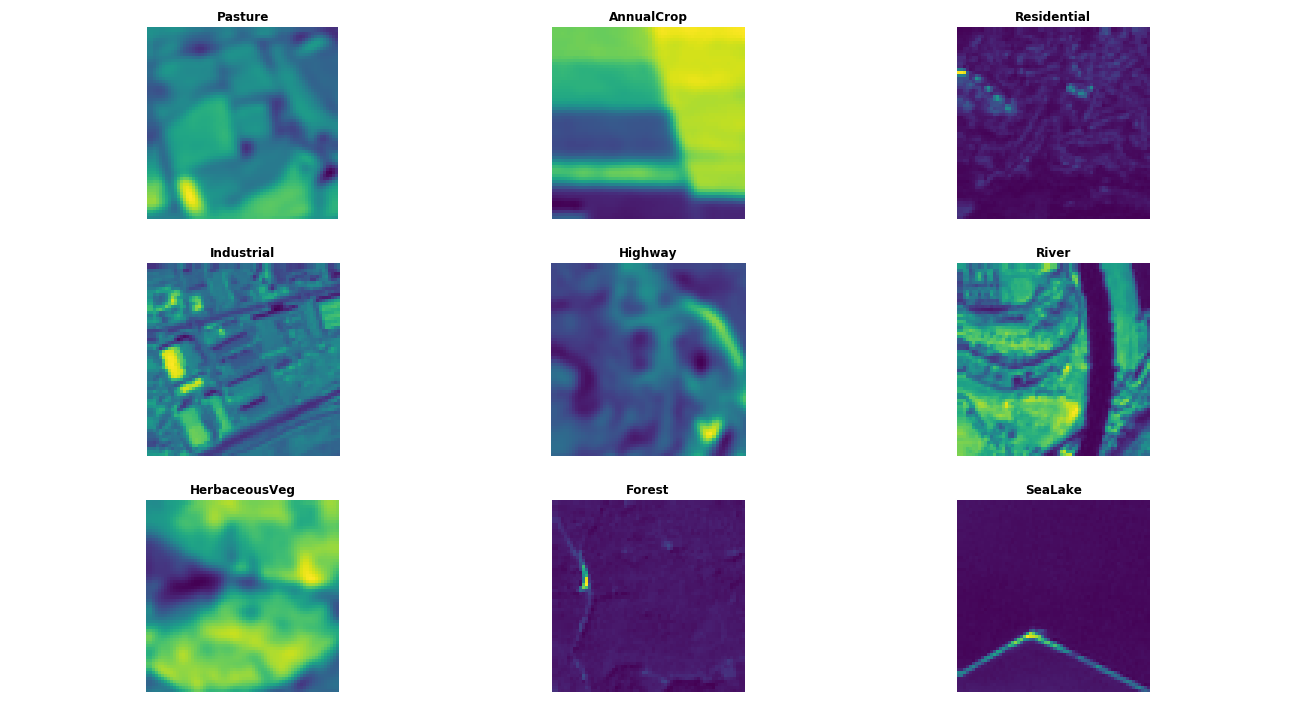 Pasture
AnnualCrop
Residential
Industrial
Highway
River
HerbaceousVeg
Forest
SeaLake